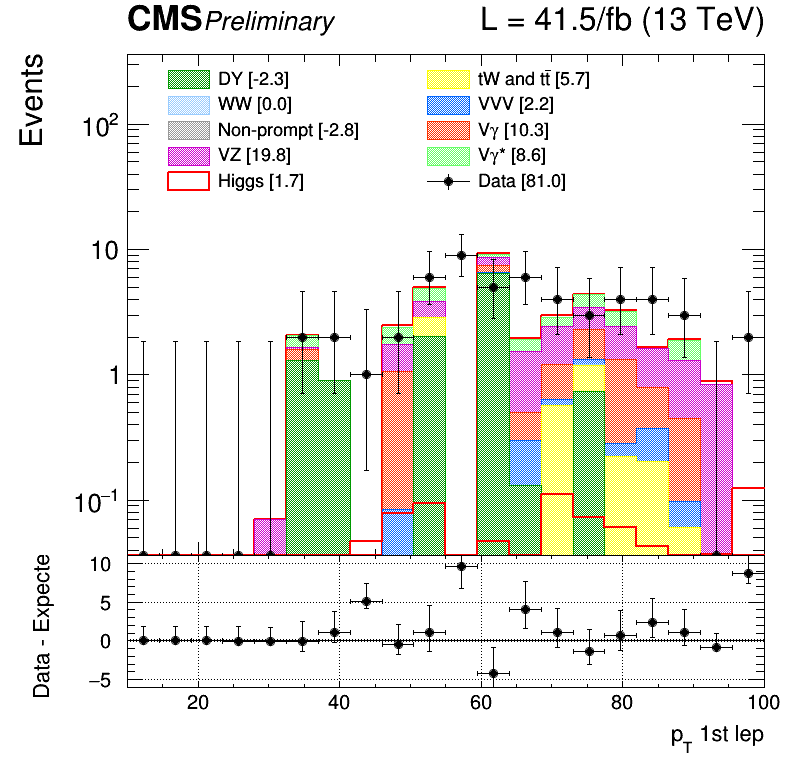 CMS Preliminary L = 41.5/fb (13 TeV)
Events
DY [-2.3] tW and tt̄ [5.7]
WW [0.0] VVV [2.2]
Non-prompt [-2.8] Vγ [10.3]
VZ [19.8] Vγ* [8.6]
Higgs [1.7] Data [81.0]
10²
10
1
10⁻¹
Data - Expecte
10
5
0
−5
20 40 60 80 100
p_T 1st lep